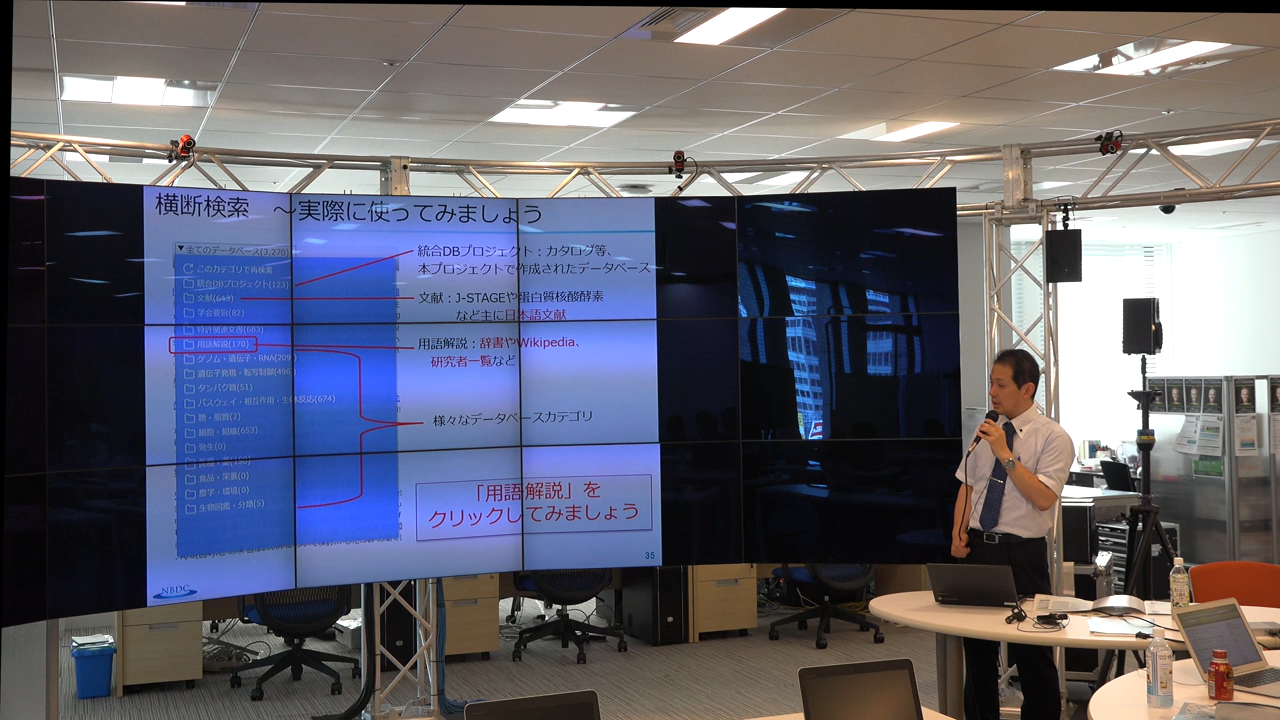 横断検索 ～実際に使ってみましょう
▼全てのデータベース(3,270)
このカテゴリで再検索
統合DBプロジェクト(123)
文献(643)
学会要旨(82)
特許関連文書(683)
用語解説(170)
ゲノム・遺伝子・RNA(209)
遺伝子発現・転写制御(496)
タンパク質(51)
パスウェイ・相互作用・生体反応(674)
糖・脂質(2)
細胞・組織(653)
発生(0)
医療・薬(150)
食品・栄養(0)
農学・環境(0)
生物図鑑・分類(5)
統合DBプロジェクト：カタログ等、
本プロジェクトで作成されたデータベース
文献：J-STAGEや蛋白質核酸酵素
など主に日本語文献
用語解説：辞書やWikipedia、
研究者一覧など
様々なデータベースカテゴリ
「用語解説」を
クリックしてみましょう
35
NBDC